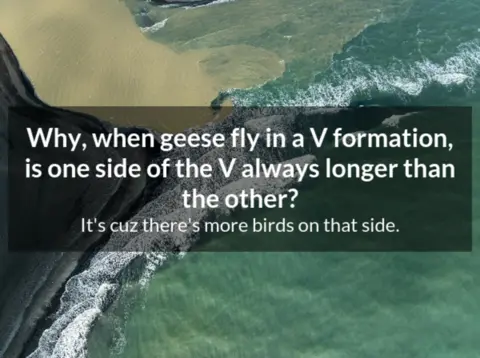 Why, when geese fly in a V formation,
is one side of the V always longer than
the other?
It's cuz there's more birds on that side.